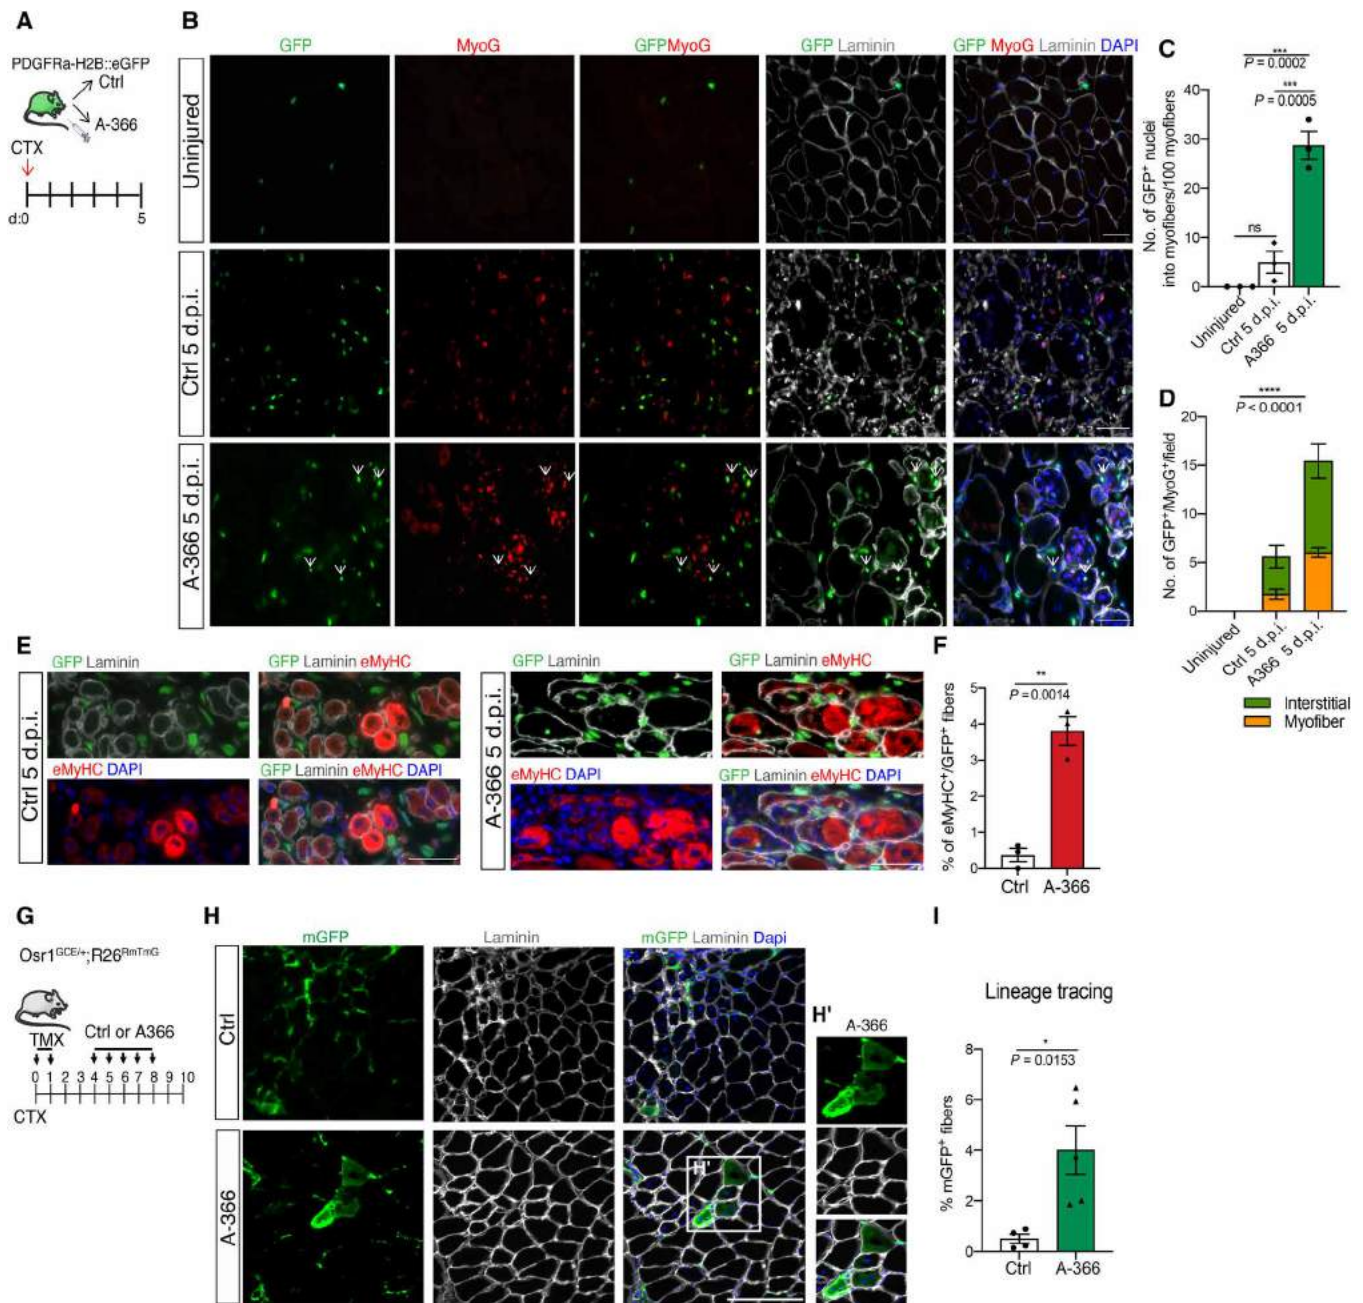 A
PDGFRa-H2B::eGFP
Ctrl
A-366
CTX
d:0 5
B
GFP MyoG GFPMyoG GFP Laminin GFP MyoG Laminin DAPI
Uninjured
Ctrl 5 d.p.i.
A-366 5 d.p.i.
C
***
P = 0.0002
***
P = 0.0005
ns
No. of GFP+ nuclei
into myofibers/100 myofibers
40
30
20
10
0
Uninjured
Ctrl 5 d.p.i.
A366 5 d.p.i.
D
****
P < 0.0001
No. of GFP+/MyoG+/field
20
15
10
5
0
Uninjured
Ctrl 5 d.p.i.
A366 5 d.p.i.
Interstitial
Myofiber
E
Ctrl 5 d.p.i.
GFP Laminin GFP Laminin eMyHC
eMyHC DAPI GFP Laminin eMyHC DAPI
A-366 5 d.p.i.
GFP Laminin GFP Laminin eMyHC
eMyHC DAPI GFP Laminin eMyHC DAPI
F
**
P = 0.0014
% of eMyHC+/GFP+ fibers
5
4
3
2
1
0
Ctrl A-366
G
Osr1GCE/+;R26RmTmG
TMX
Ctrl or A366
0 1 2 3 4 5 6 7 8 9 10
CTX
H
mGFP Laminin mGFP Laminin Dapi
Ctrl
A-366
H'
H'
A-366
I
Lineage tracing
*
P = 0.0153
% mGFP+ fibers
8
6
4
2
0
Ctrl A-366